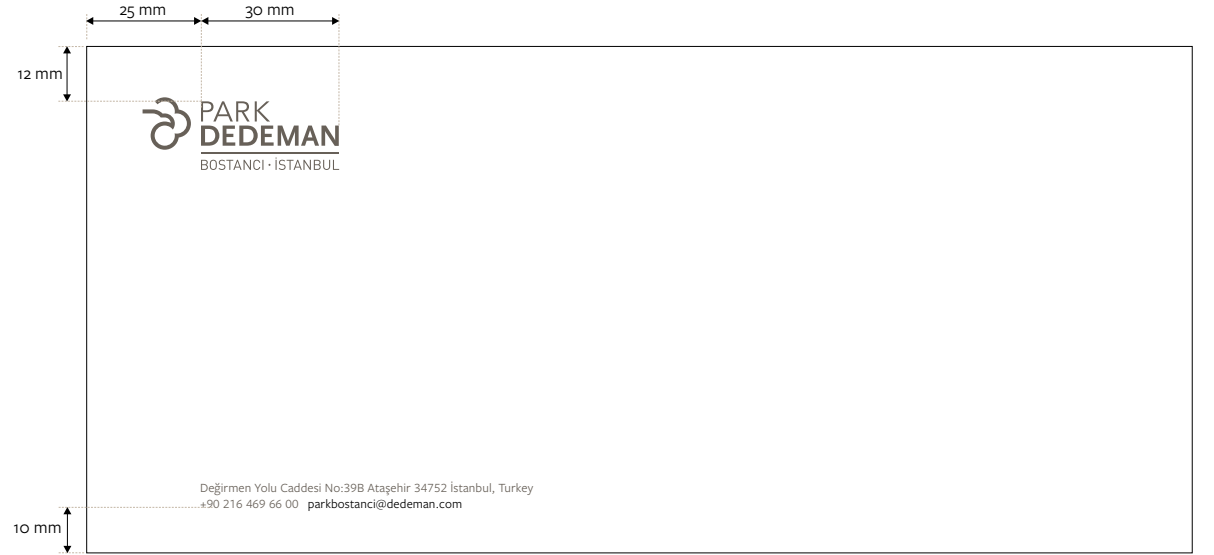 25 mm
30 mm
12 mm
PARK
DEDEMAN
BOSTANCI · İSTANBUL
Değirmen Yolu Caddesi No:39B Ataşehir 34752 İstanbul, Turkey
+90 216 469 66 00 parkbostanci@dedeman.com
10 mm